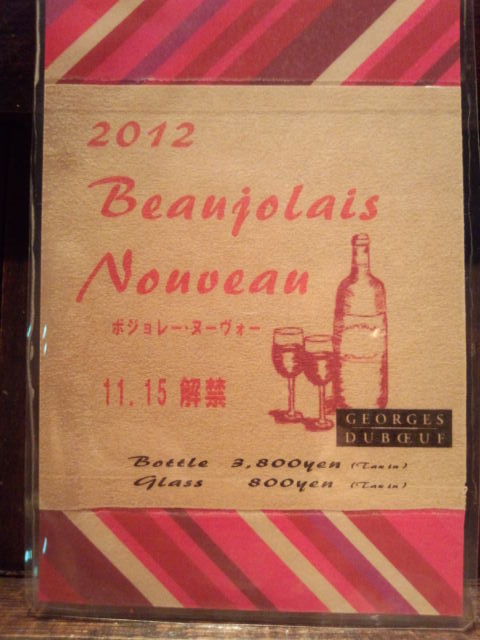 2012
Beaujolais
Nouveau
ボジョレー・ヌーヴォー
11.15 解禁
GEORGES
DUBŒUF
Bottle 3,800yen (Tax in)
Glass 800yen (Tax in)